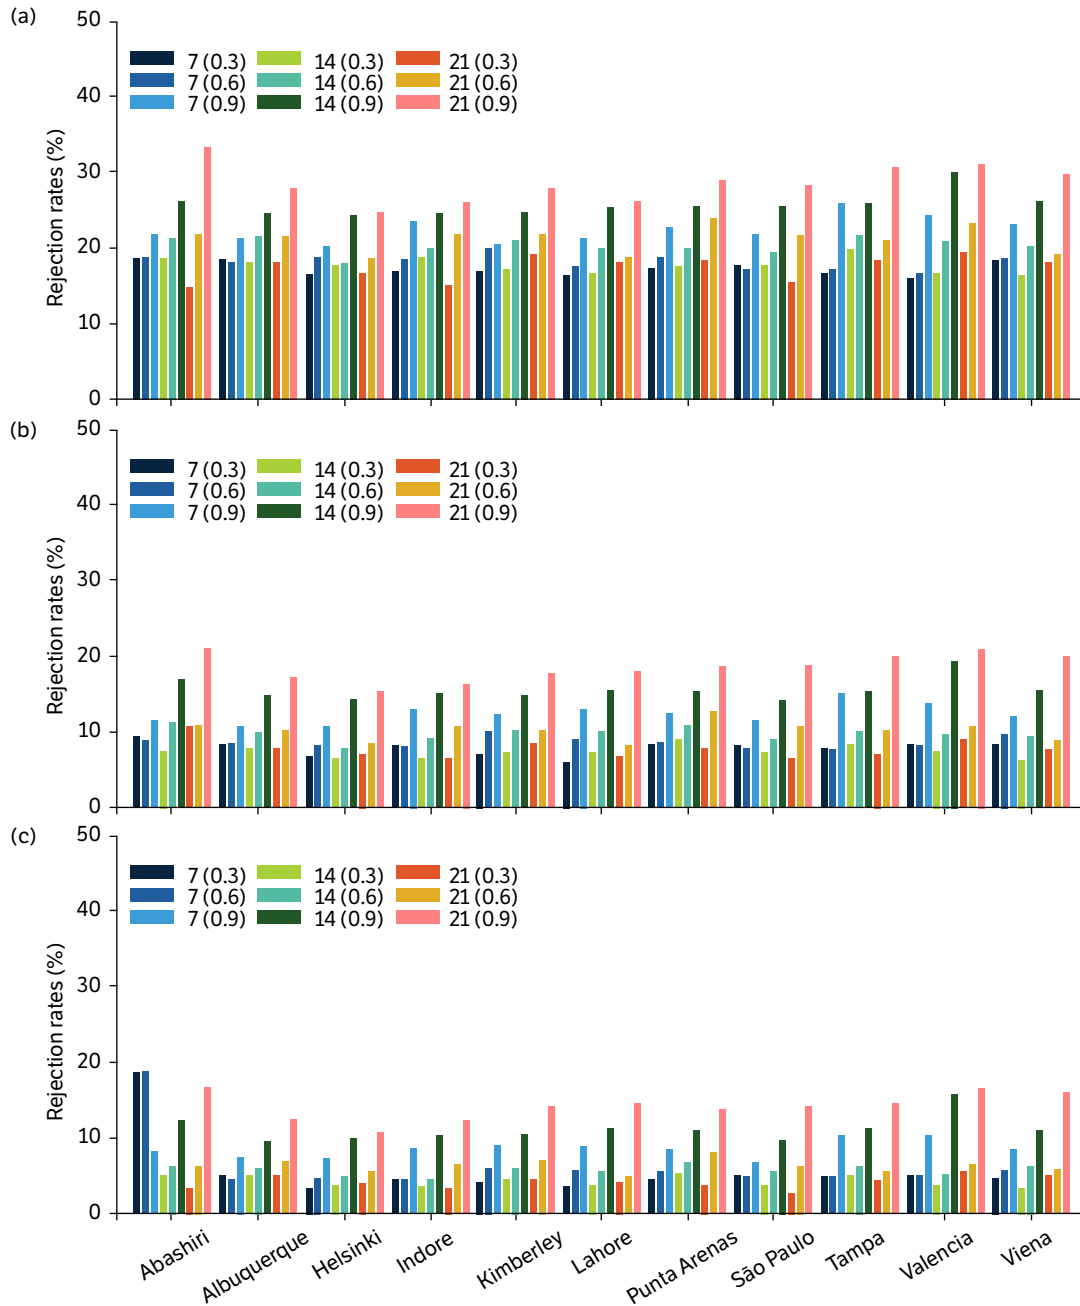 (a)
Rejection rates (%)
50
40
30
20
10
0
7 (0.3) 14 (0.3) 21 (0.3)
7 (0.6) 14 (0.6) 21 (0.6)
7 (0.9) 14 (0.9) 21 (0.9)
(b)
Rejection rates (%)
50
40
30
20
10
0
7 (0.3) 14 (0.3) 21 (0.3)
7 (0.6) 14 (0.6) 21 (0.6)
7 (0.9) 14 (0.9) 21 (0.9)
(c)
Rejection rates (%)
50
40
30
20
10
0
7 (0.3) 14 (0.3) 21 (0.3)
7 (0.6) 14 (0.6) 21 (0.6)
7 (0.9) 14 (0.9) 21 (0.9)
Abashiri
Albuquerque
Helsinki
Indore
Kimberley
Lahore
Punta Arenas
São Paulo
Tampa
Valencia
Viena